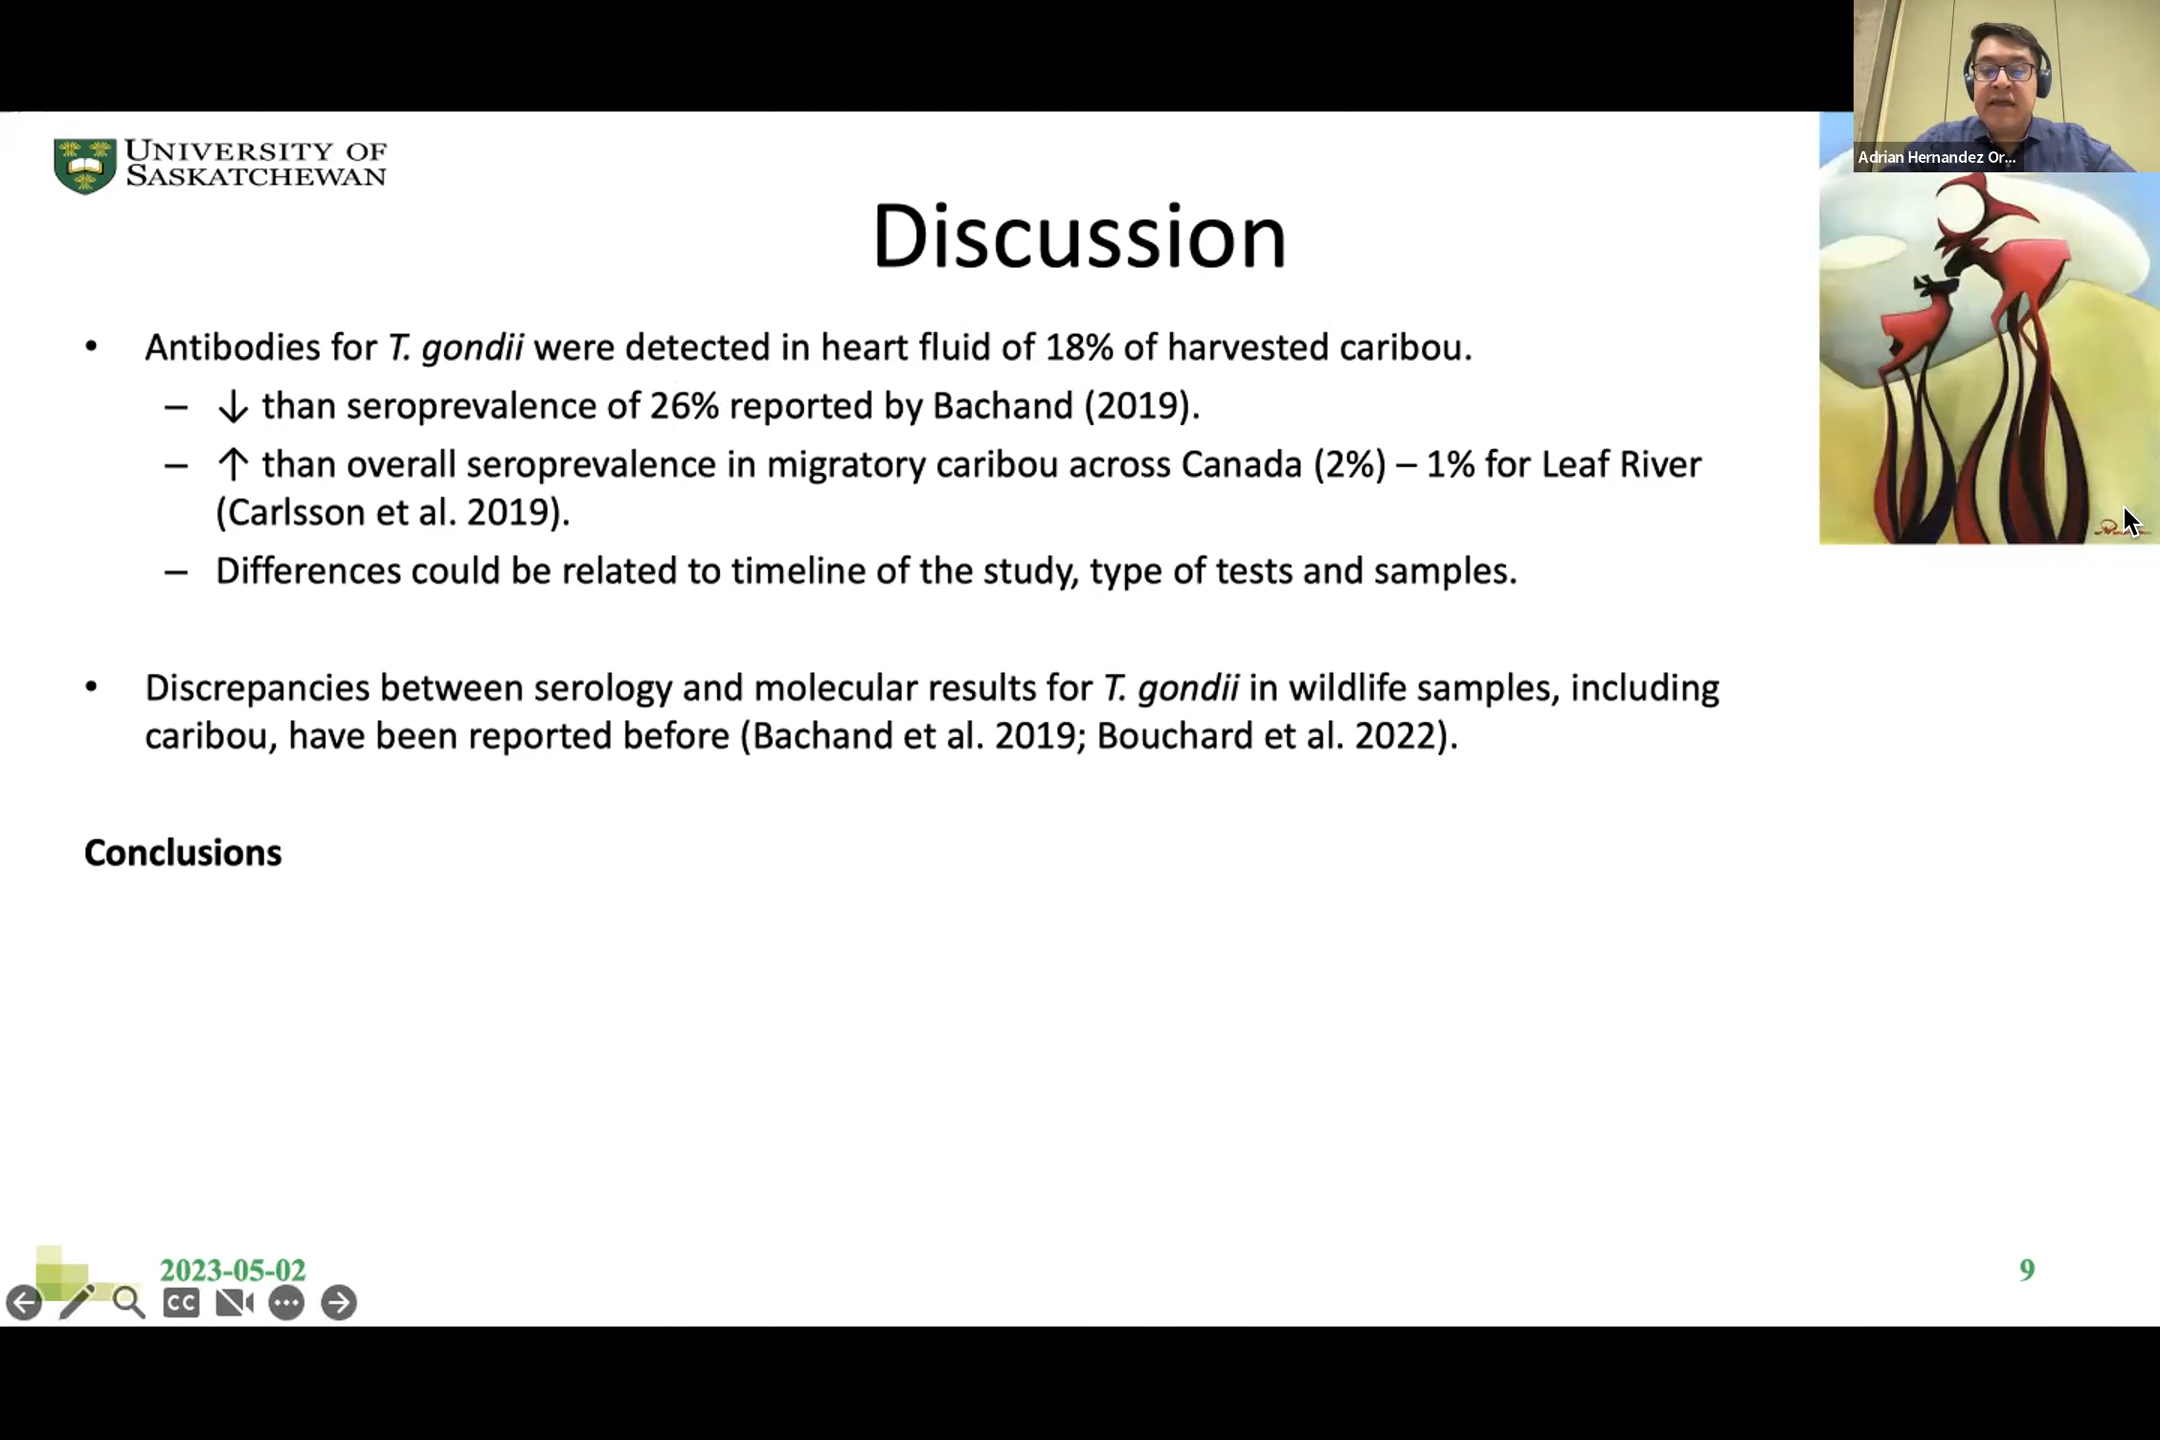 Adrian Hernandez Or...
UNIVERSITY OF
SASKATCHEWAN
Discussion
• Antibodies for T. gondii were detected in heart fluid of 18% of harvested caribou.
– ↓ than seroprevalence of 26% reported by Bachand (2019).
– ↑ than overall seroprevalence in migratory caribou across Canada (2%) – 1% for Leaf River
(Carlsson et al. 2019).
– Differences could be related to timeline of the study, type of tests and samples.
• Discrepancies between serology and molecular results for T. gondii in wildlife samples, including
caribou, have been reported before (Bachand et al. 2019; Bouchard et al. 2022).
Conclusions
2023-05-02
9
CC